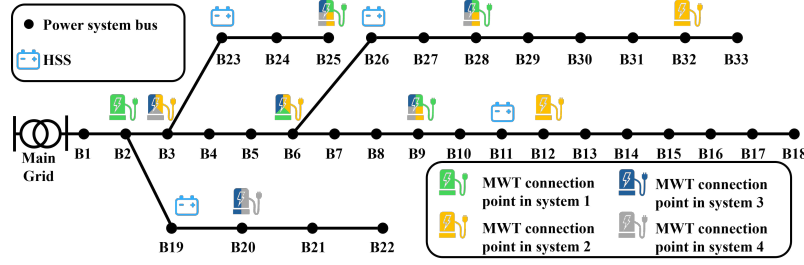 Power system bus
HSS
B23 B24 B25 B26 B27 B28 B29 B30 B31 B32 B33
Main
Grid
B1 B2 B3 B4 B5 B6 B7 B8 B9 B10 B11 B12 B13 B14 B15 B16 B17 B18
B19 B20 B21 B22
MWT connection
point in system 1
MWT connection
point in system 3
MWT connection
point in system 2
MWT connection
point in system 4